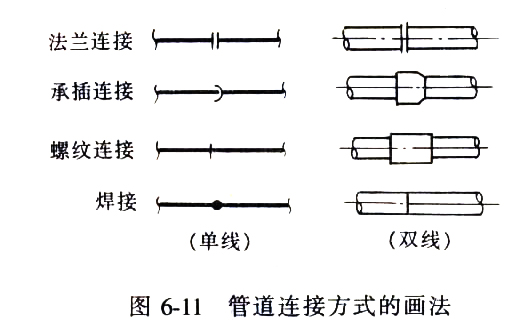 法兰连接
承插连接
螺纹连接
焊接
(单线) (双线)
图 6-11 管道连接方式的画法